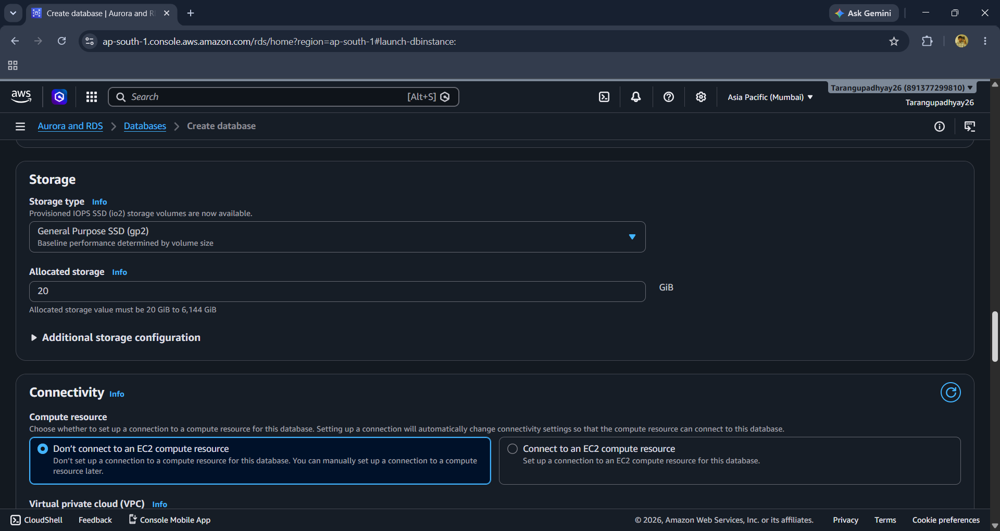 Create database | Aurora and R
Ask Gemini
ap-south-1.console.aws.amazon.com/rds/home?region=ap-south-1#launch-dbinstance:
aws
Search
[Alt+S]
Asia Pacific (Mumbai)
Tarangupadhyay26 (891377299810)
Tarangupadhyay26
Aurora and RDS
Databases
Create database
Storage
Storage type Info
Provisioned IOPS SSD (io2) storage volumes are now available.
General Purpose SSD (gp2)
Baseline performance determined by volume size
Allocated storage Info
20
GiB
Allocated storage value must be 20 GiB to 6,144 GiB
Additional storage configuration
Connectivity Info
Compute resource
Choose whether to set up a connection to a compute resource for this database. Setting up a connection will automatically change connectivity settings so that the compute resource can connect to this database.
Don't connect to an EC2 compute resource
Don't set up a connection to a compute resource for this database. You can manually set up a connection to a compute
resource later.
Connect to an EC2 compute resource
Set up a connection to an EC2 compute resource for this database.
Virtual private cloud (VPC) Info
CloudShell
Feedback
Console Mobile App
© 2026, Amazon Web Services, Inc. or its affiliates.
Privacy
Terms
Cookie preferences